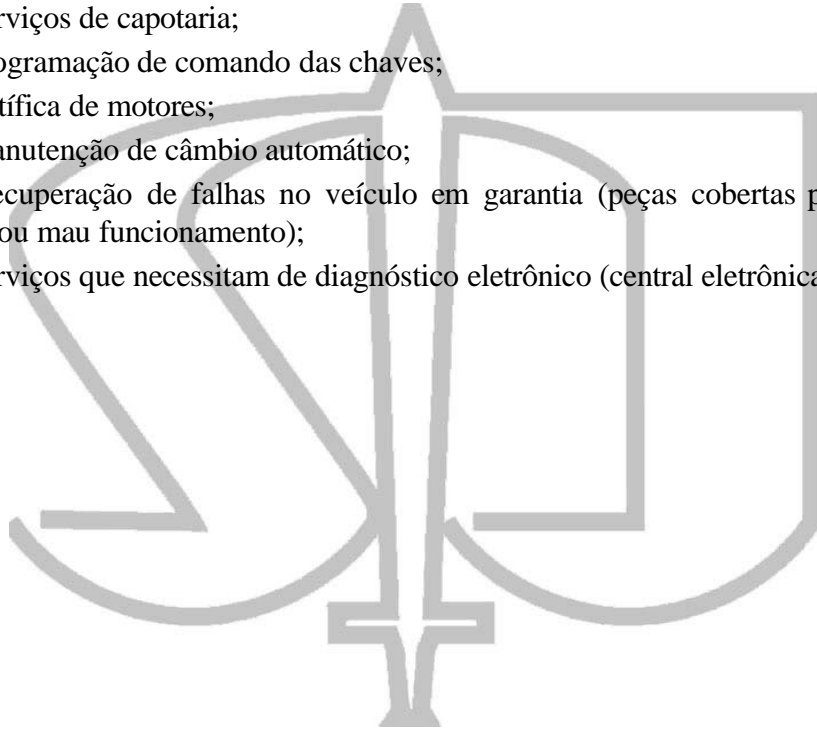 rviços de capotaria;
ogramação de comando das chaves;
tífica de motores;
anutenção de câmbio automático;
ecuperação de falhas no veículo em garantia (peças cobertas p
ou mau funcionamento);
rviços que necessitam de diagnóstico eletrônico (central eletrônica